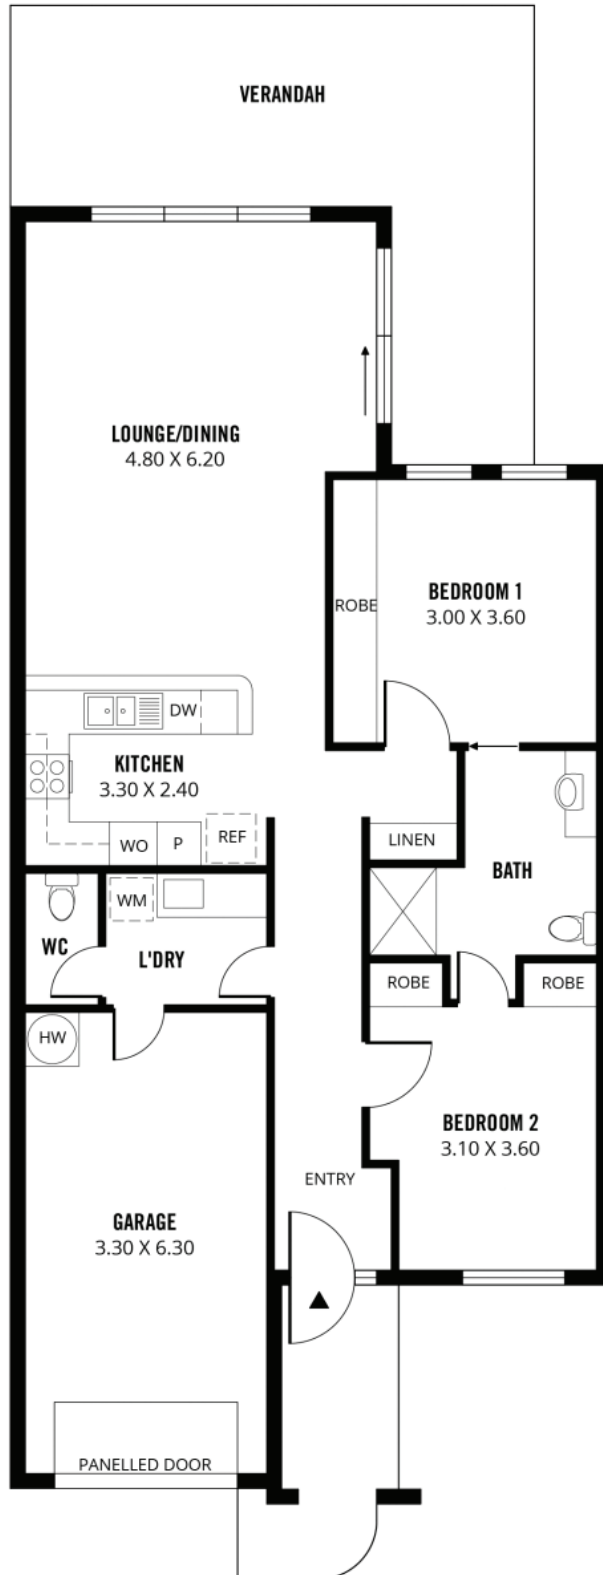 VERANDAH
LOUNGE/DINING
4.80 X 6.20
BEDROOM 1
3.00 X 3.60
ROBE
DW
KITCHEN
3.30 X 2.40
WO
P
REF
LINEN
BATH
WM
WC
L'DRY
ROBE
ROBE
HW
BEDROOM 2
3.10 X 3.60
ENTRY
GARAGE
3.30 X 6.30
PANELLED DOOR